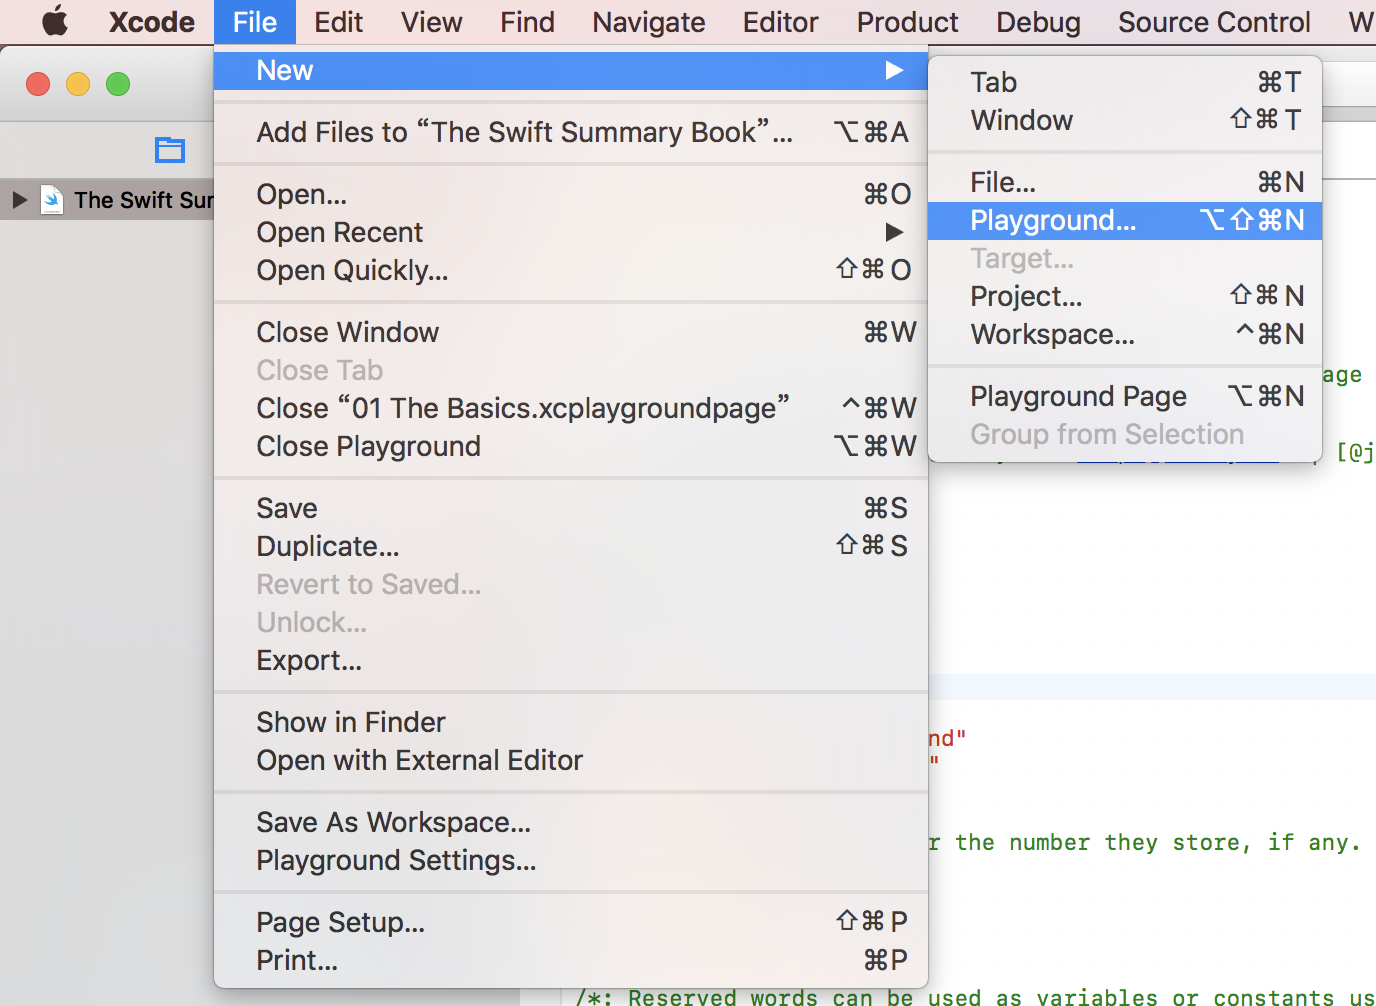 Xcode File Edit View Find Navigate Editor Product Debug Source Control
New ▶
Add Files to “The Swift Summary Book”... ⌥⌘A
Open... ⌘O
Open Recent ▶
Open Quickly... ⇧⌘O
Close Window ⌘W
Close Tab
Close “01 The Basics.xcplaygroundpage” ^⌘W
Close Playground ⌥⌘W
Save ⌘S
Duplicate... ⇧⌘S
Revert to Saved...
Unlock...
Export...
Show in Finder
Open with External Editor
Save As Workspace...
Playground Settings...
Page Setup... ⇧⌘P
Print... ⌘P
Tab ⌘T
Window ⇧⌘T
File... ⌘N
Playground... ⌥⇧⌘N
Target...
Project... ⇧⌘N
Workspace... ^⌘N
Playground Page ⌥⌘N
Group from Selection
The Swift Sur
age
[@j
nd"
"
r the number they store, if any.
/*: Reserved words can be used as variables or constants us